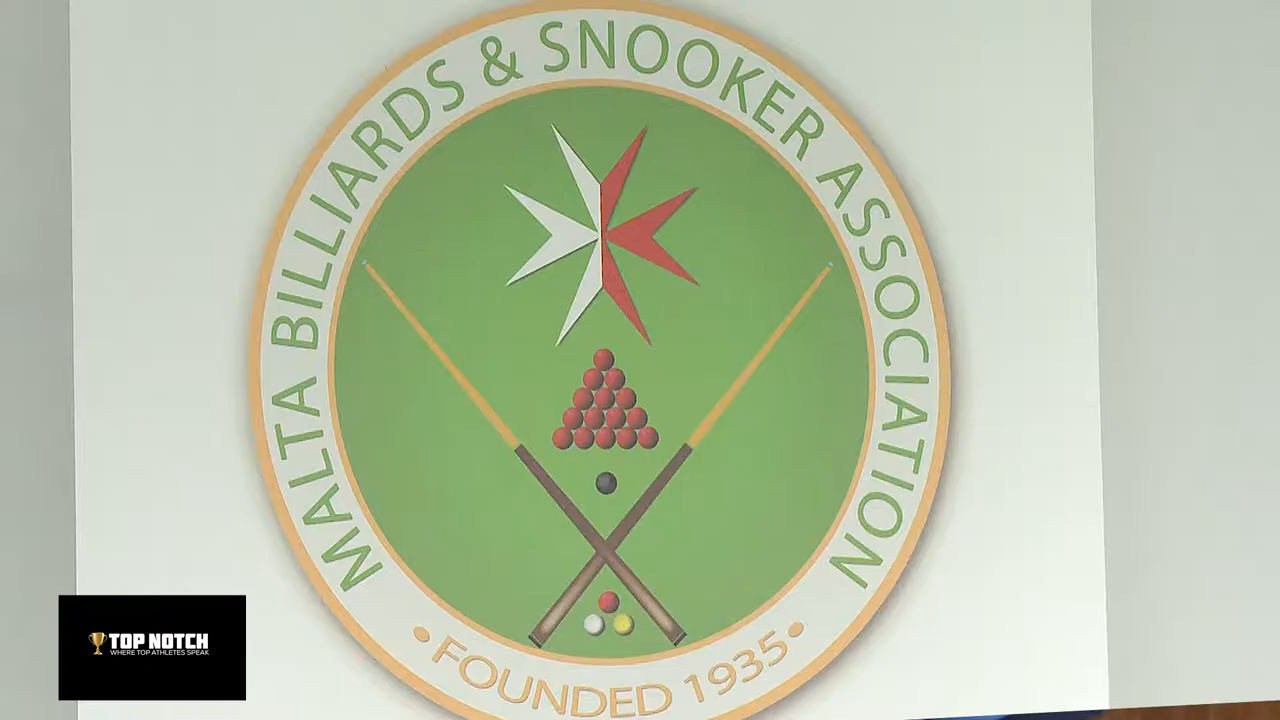 MALTA BILLIARDS & SNOOKER ASSOCIATION
• FOUNDED 1935 •
TOP NOTCH
WHERE TOP ATHLETES SPEAK